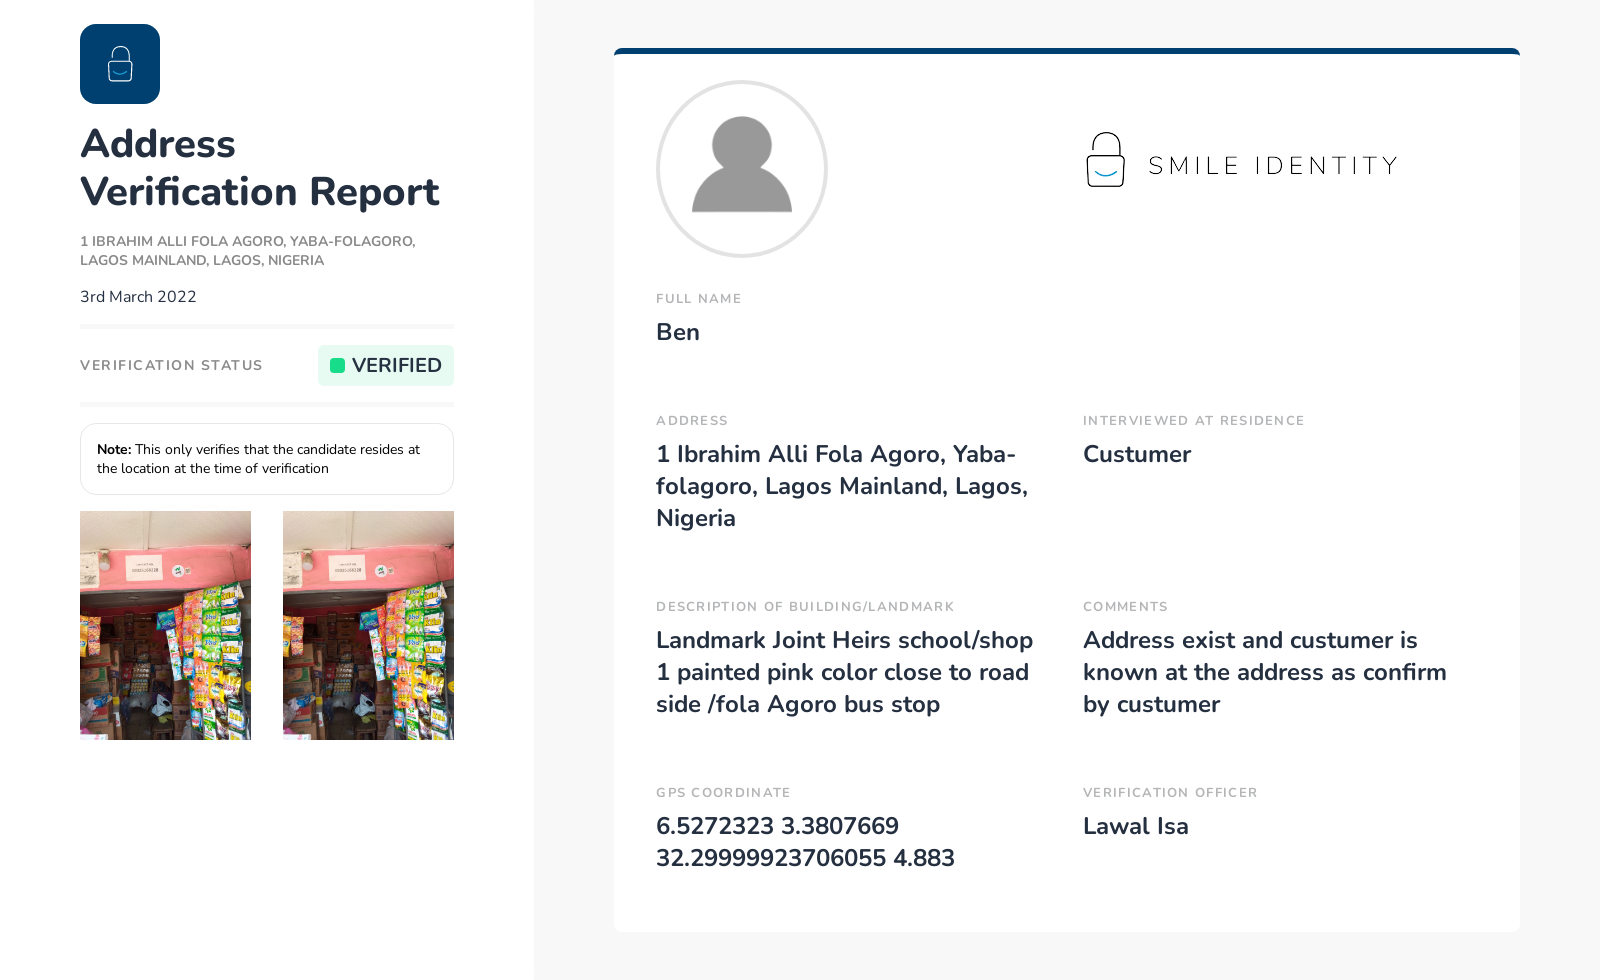 Address
Verification Report
1 IBRAHIM ALLI FOLA AGORO, YABA-FOLAGORO,
LAGOS MAINLAND, LAGOS, NIGERIA
3rd March 2022
VERIFICATION STATUS
VERIFIED
Note: This only verifies that the candidate resides at
the location at the time of verification
SMILE IDENTITY
FULL NAME
Ben
ADDRESS
1 Ibrahim Alli Fola Agoro, Yaba-
folagoro, Lagos Mainland, Lagos,
Nigeria
INTERVIEWED AT RESIDENCE
Custumer
DESCRIPTION OF BUILDING/LANDMARK
Landmark Joint Heirs school/shop
1 painted pink color close to road
side /fola Agoro bus stop
COMMENTS
Address exist and custumer is
known at the address as confirm
by custumer
GPS COORDINATE
6.5272323 3.3807669
32.29999923706055 4.883
VERIFICATION OFFICER
Lawal Isa